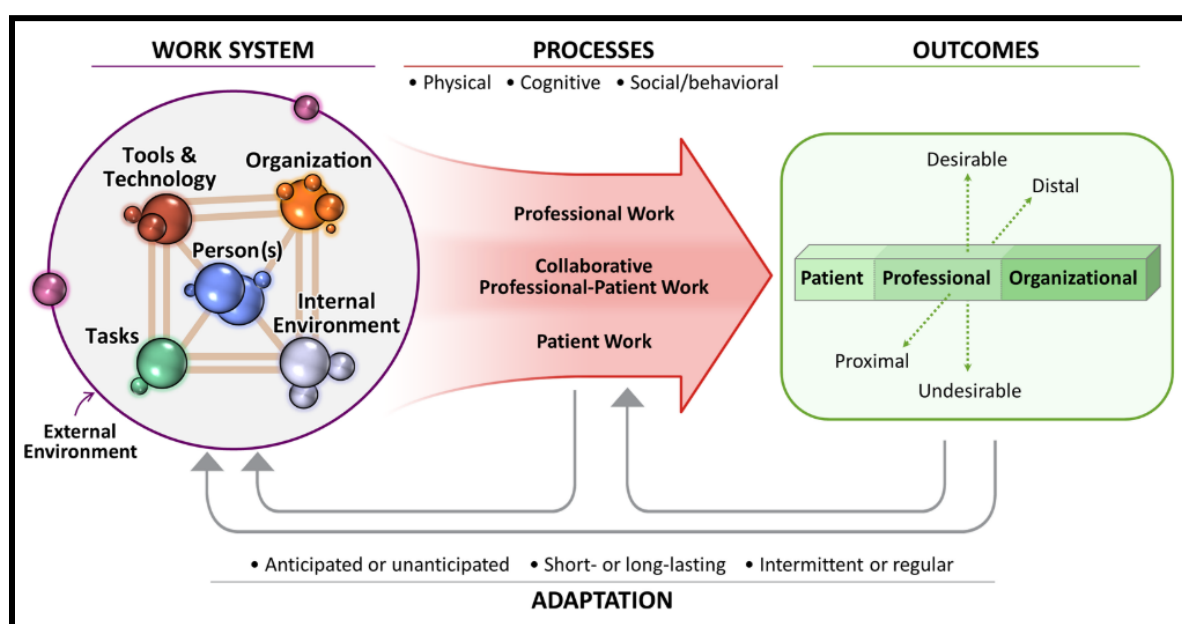 WORK SYSTEM
PROCESSES
OUTCOMES
• Physical • Cognitive • Social/behavioral
Tools &
Technology
Organization
Person(s)
Internal
Environment
Tasks
External
Environment
Professional Work
Collaborative
Professional-Patient Work
Patient Work
Desirable
Distal
Patient Professional Organizational
Proximal
Undesirable
• Anticipated or unanticipated • Short- or long-lasting • Intermittent or regular
ADAPTATION